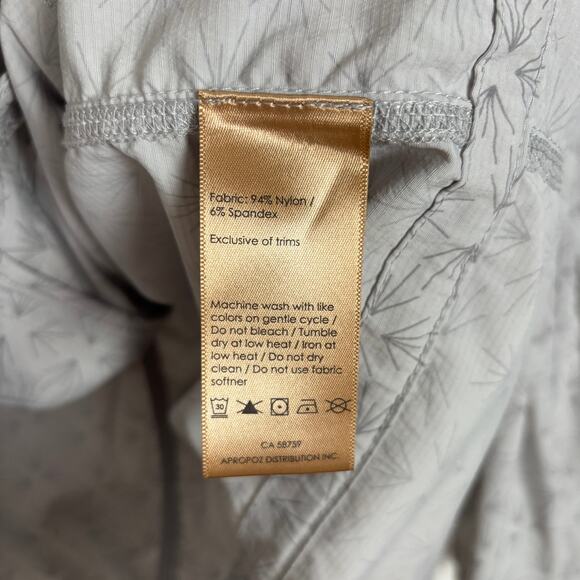 Fabric: 94% Nylon /
6% Spandex
Exclusive of trims
Machine wash with like
colors on gentle cycle /
Do not bleach / Tumble
dry at low heat / Iron at
low heat / Do not dry
clean / Do not use fabric
softner
30
CA 58759
APROPOZ DISTRIBUTION INC.